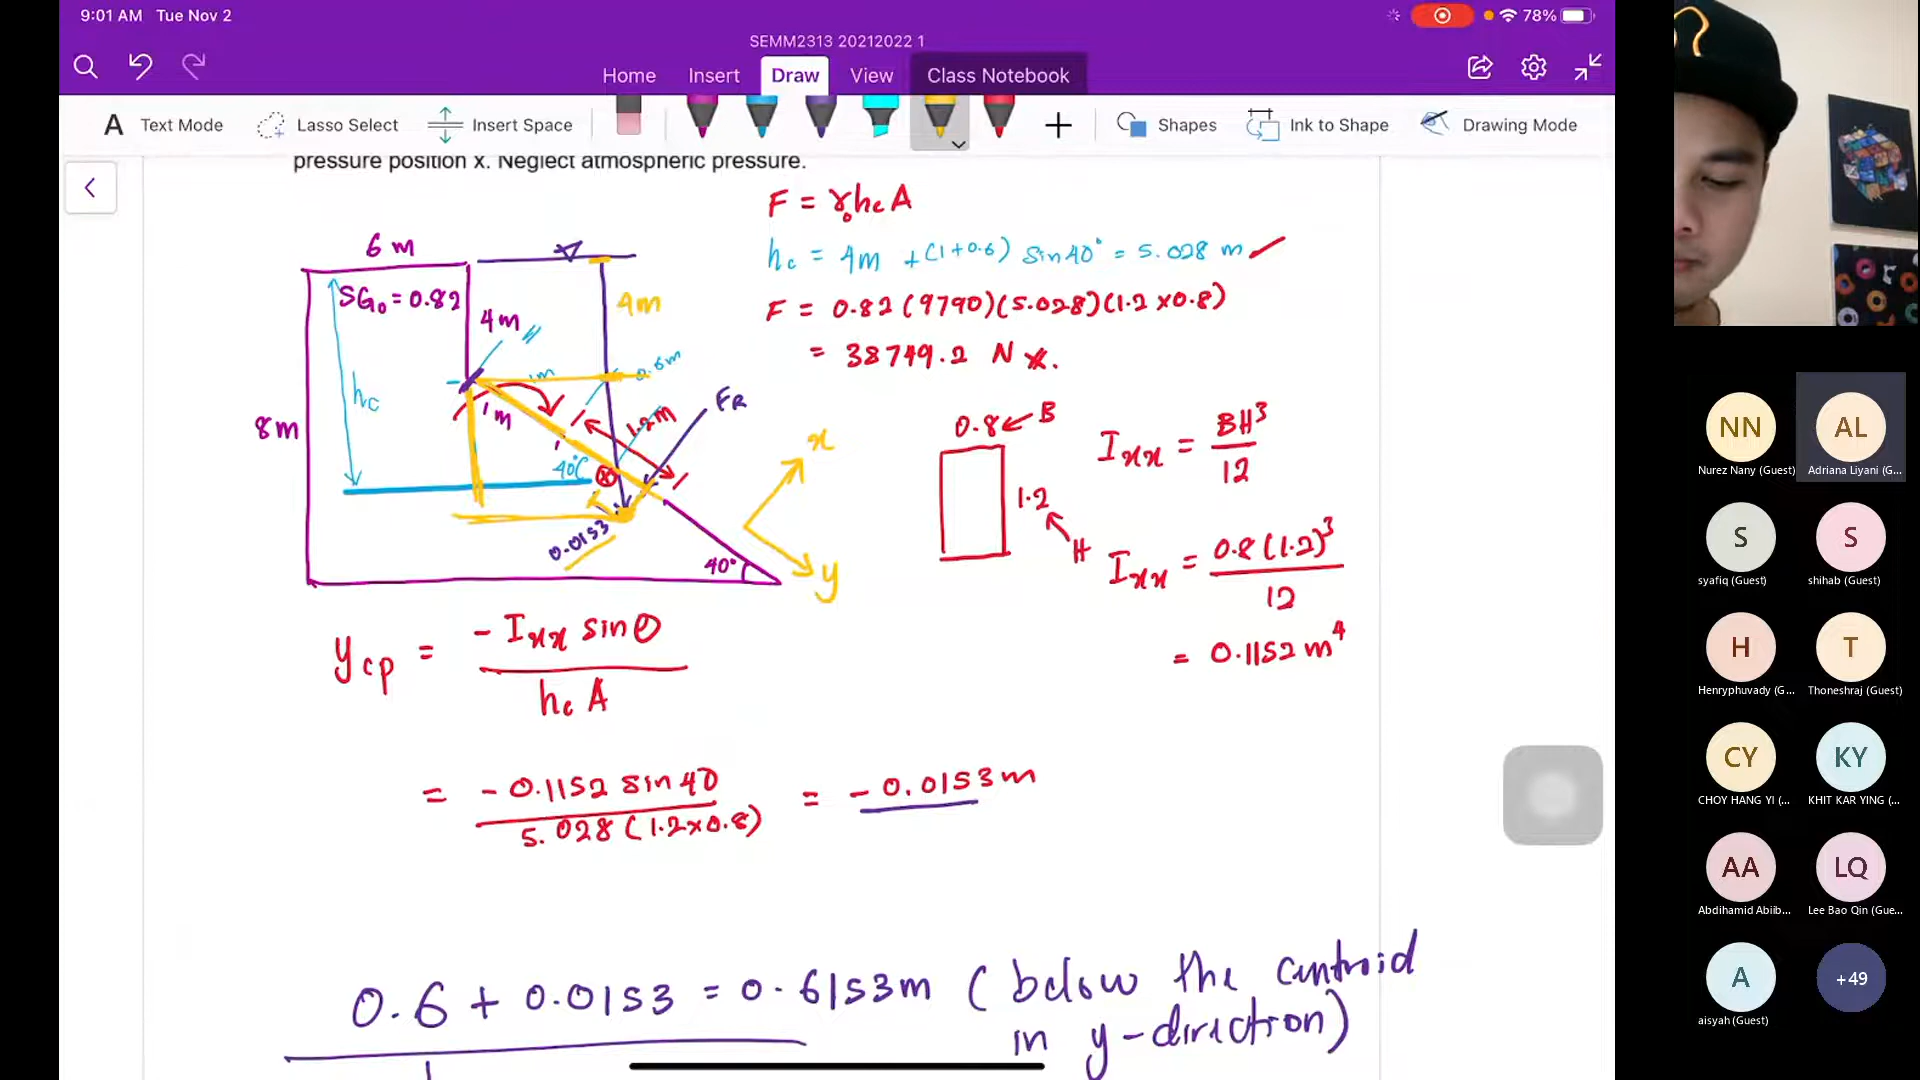 9:01 AM Tue Nov 2
78%
SEMM2313 20212022 1
Home Insert Draw View Class Notebook
A Text Mode Lasso Select Insert Space Shapes Ink to Shape Drawing Mode
pressure position x. Neglect atmospheric pressure.
F = γₒhcA
hc = 4m + (1+0.6) sin40° = 5.028 m
F = 0.82 (9790)(5.028)(1.2 x0.8)
= 38749.2 N
6 m
SGₒ=0.82
4m
4m
hc
1m
0.6m
1m
1.2m
FR
8m
40°
0.0153
40°
x
y
0.8 ← B
1.2
H
Ixx = BH³
12
Ixx = 0.8(1.2)³
12
= 0.1152 m⁴
ycp = - Ixx sinθ
hc A
= - 0.1152 sin40
5.028 (1.2x0.8)
= - 0.0153 m
0.6 + 0.0153 = 0.6153m ( below the centroid
in y-direction)
NN
Nurez Nany (Guest)
AL
Adriana Liyani (G...
S
syafiq (Guest)
S
shihab (Guest)
H
Henryphuvady (G...
T
Thoneshraj (Guest)
CY
CHOY HANG YI (...
KY
KHIT KAR YING (...
AA
Abdihamid Abiib...
LQ
Lee Bao Qin (Gue...
A
aisyah (Guest)
+49